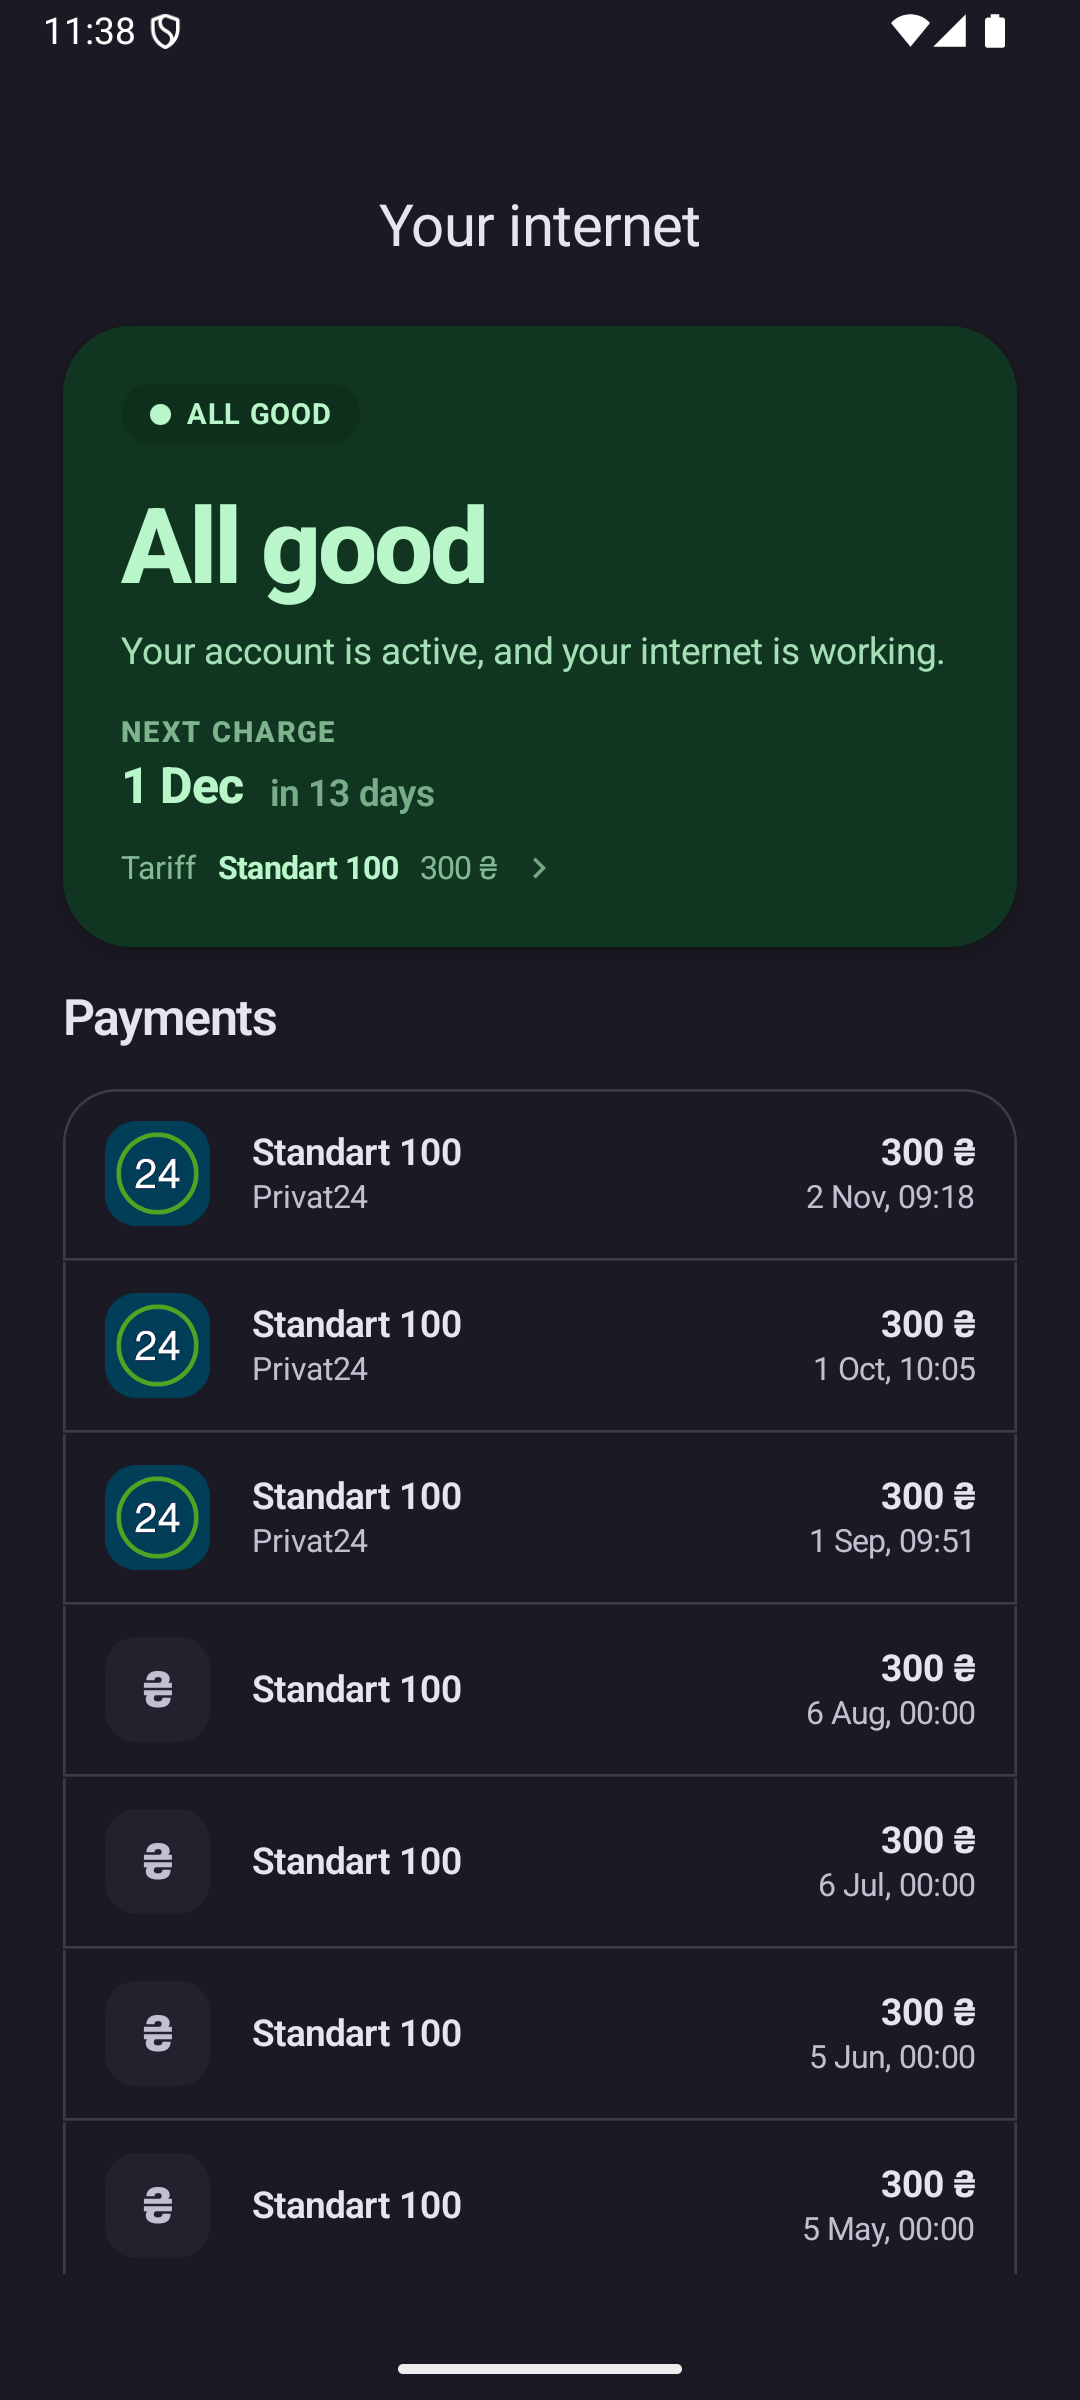 11:38
Your internet
ALL GOOD
All good
Your account is active, and your internet is working.
NEXT CHARGE
1 Dec in 13 days
Tariff Standart 100 300 ₴
Payments
24 Standart 100 300 ₴
Privat24 2 Nov, 09:18
24 Standart 100 300 ₴
Privat24 1 Oct, 10:05
24 Standart 100 300 ₴
Privat24 1 Sep, 09:51
₴ Standart 100 300 ₴
6 Aug, 00:00
₴ Standart 100 300 ₴
6 Jul, 00:00
₴ Standart 100 300 ₴
5 Jun, 00:00
₴ Standart 100 300 ₴
5 May, 00:00